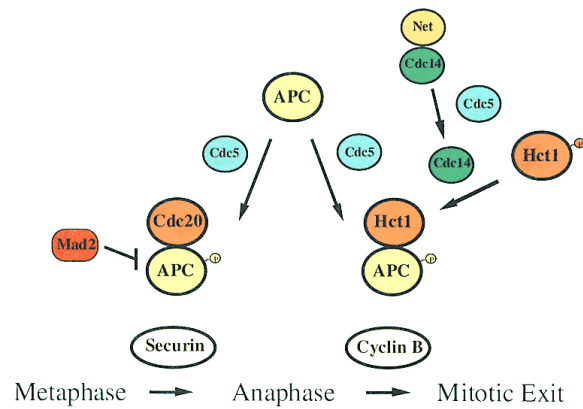 Net
Cdc14
APC
Cdc5
Cdc5
Cdc5
Cdc14
Hct1
P
Cdc20
Hct1
Mad2
APC
P
APC
P
Securin
Cyclin B
Metaphase
Anaphase
Mitotic Exit